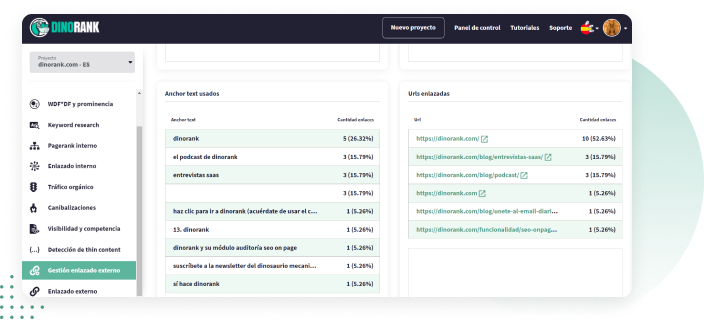 DINORANK
Nuevo proyecto
Panel de control
Tutoriales
Soporte
Proyecto
dinorank.com - ES
WDF*DF y prominencia
Keyword research
Pagerank interno
Enlazado interno
Tráfico orgánico
Canibalizaciones
Visibilidad y competencia
(...) Detección de thin content
Gestión enlazado externo
Enlazado externo
Anchor text usados
Anchor text Cantidad enlaces
dinorank 5 (26.32%)
el podcast de dinorank 3 (15.79%)
entrevistas saas 3 (15.79%)
3 (15.79%)
haz clic para ir a dinorank (acuérdate de usar el c... 1 (5.26%)
13. dinorank 1 (5.26%)
dinorank y su módulo auditoría seo on page 1 (5.26%)
suscríbete a la newsletter del dinosaurio mecani... 1 (5.26%)
sí hace dinorank 1 (5.26%)
Urls enlazadas
Url Cantidad enlaces
https://dinorank.com/ 10 (52.63%)
https://dinorank.com/blog/entrevistas-saas/ 3 (15.79%)
https://dinorank.com/blog/podcast/ 3 (15.79%)
https://dinorank.com 1 (5.26%)
https://dinorank.com/blog/unete-al-email-diari... 1 (5.26%)
https://dinorank.com/funcionalidad/seo-onpag... 1 (5.26%)